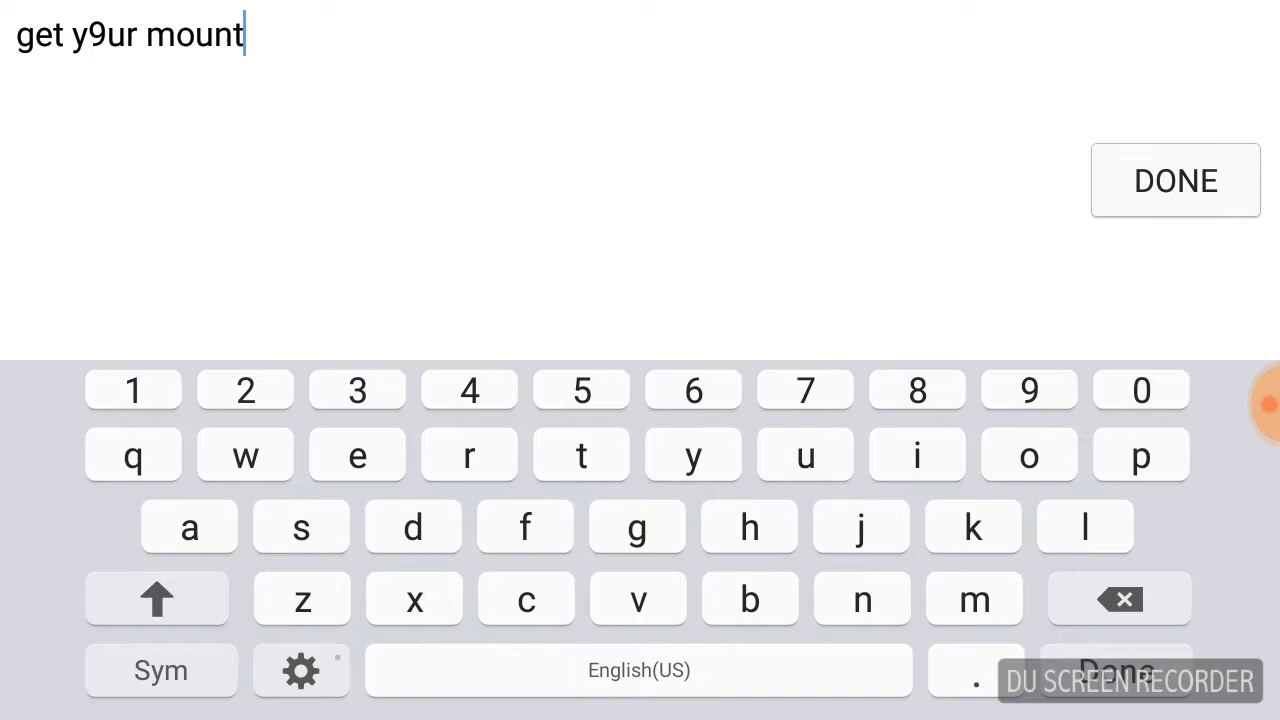 get y9ur mount
DONE
1 2 3 4 5 6 7 8 9 0
q w e r t y u i o p
a s d f g h j k l
z x c v b n m
Sym English(US) . Done
DU SCREEN RECORDER